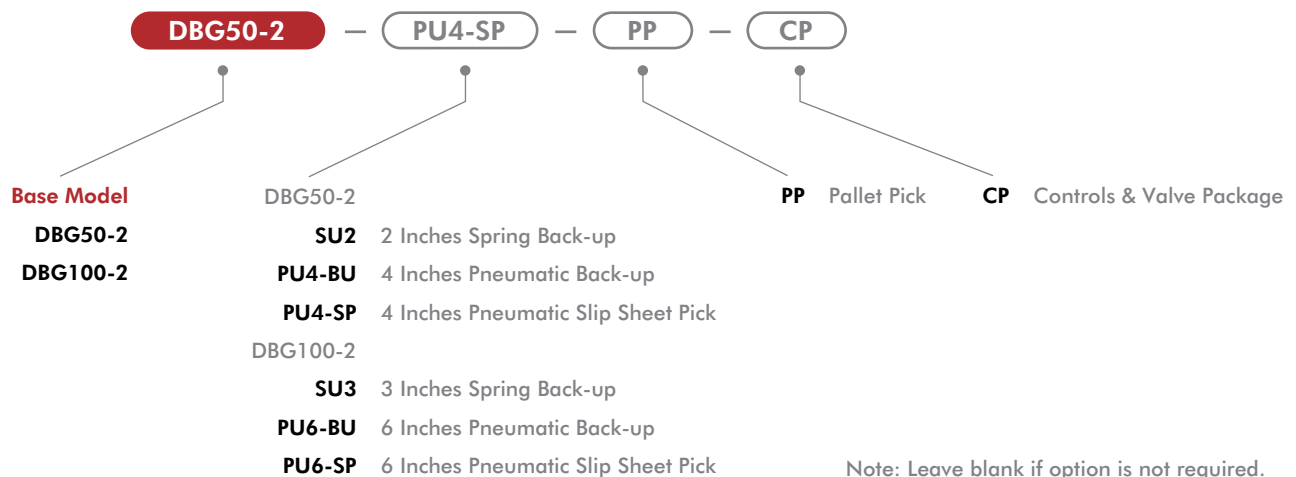 DBG50-2 – PU4-SP – PP – CP
Base Model
DBG50-2
DBG100-2
DBG50-2
SU2 2 Inches Spring Back-up
PU4-BU 4 Inches Pneumatic Back-up
PU4-SP 4 Inches Pneumatic Slip Sheet Pick
DBG100-2
SU3 3 Inches Spring Back-up
PU6-BU 6 Inches Pneumatic Back-up
PU6-SP 6 Inches Pneumatic Slip Sheet Pick
PP Pallet Pick
CP Controls & Valve Package
Note: Leave blank if option is not required.